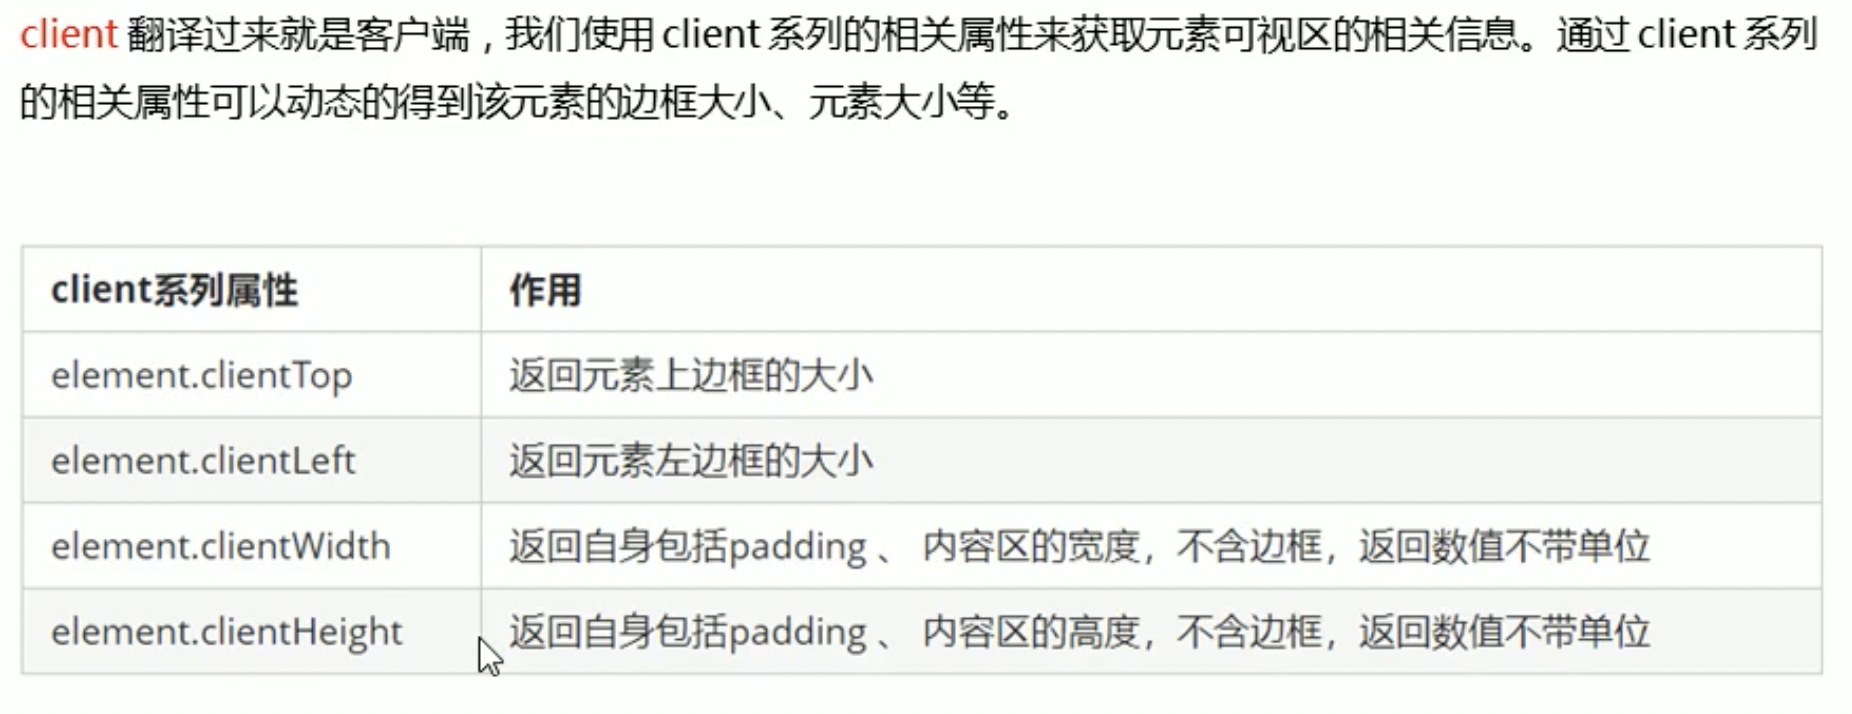 client 翻译过来就是客户端，我们使用 client 系列的相关属性来获取元素可视区的相关信息。通过 client 系列
的相关属性可以动态的得到该元素的边框大小、元素大小等。
client系列属性 作用
element.clientTop 返回元素上边框的大小
element.clientLeft 返回元素左边框的大小
element.clientWidth 返回自身包括padding 、 内容区的宽度，不含边框，返回数值不带单位
element.clientHeight 返回自身包括padding 、 内容区的高度，不含边框，返回数值不带单位